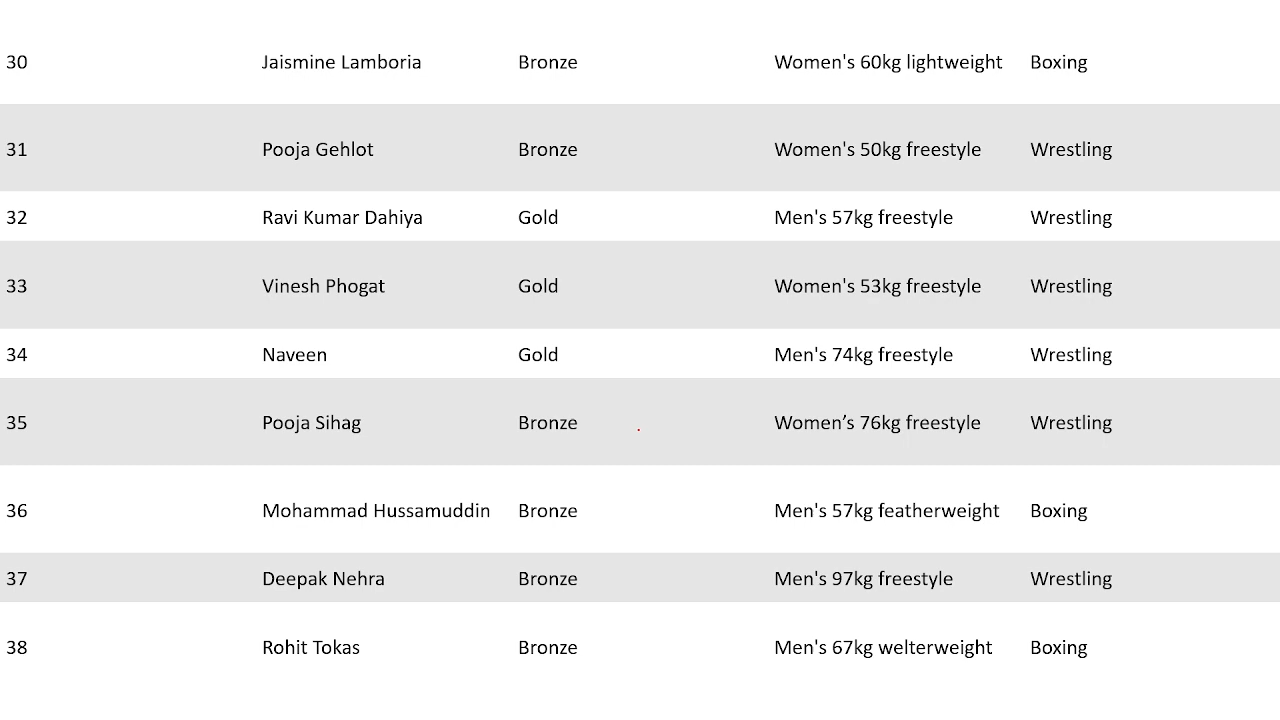 30 Jaismine Lamboria Bronze Women's 60kg lightweight Boxing
31 Pooja Gehlot Bronze Women's 50kg freestyle Wrestling
32 Ravi Kumar Dahiya Gold Men's 57kg freestyle Wrestling
33 Vinesh Phogat Gold Women's 53kg freestyle Wrestling
34 Naveen Gold Men's 74kg freestyle Wrestling
35 Pooja Sihag Bronze Women’s 76kg freestyle Wrestling
36 Mohammad Hussamuddin Bronze Men's 57kg featherweight Boxing
37 Deepak Nehra Bronze Men's 97kg freestyle Wrestling
38 Rohit Tokas Bronze Men's 67kg welterweight Boxing